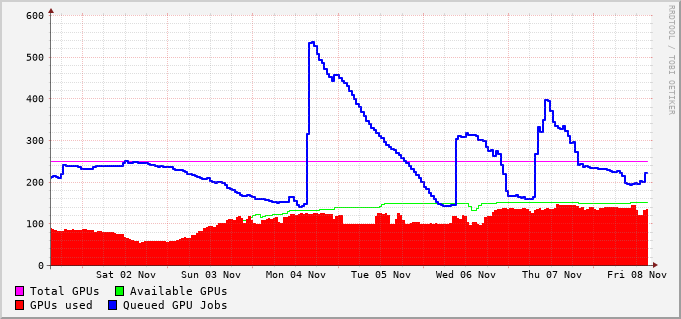 600
500
400
300
200
100
0
Sat 02 Nov Sun 03 Nov Mon 04 Nov Tue 05 Nov Wed 06 Nov Thu 07 Nov Fri 08 Nov
Total GPUs Available GPUs
GPUs used Queued GPU Jobs
RRDTOOL / TOBI OETIKER